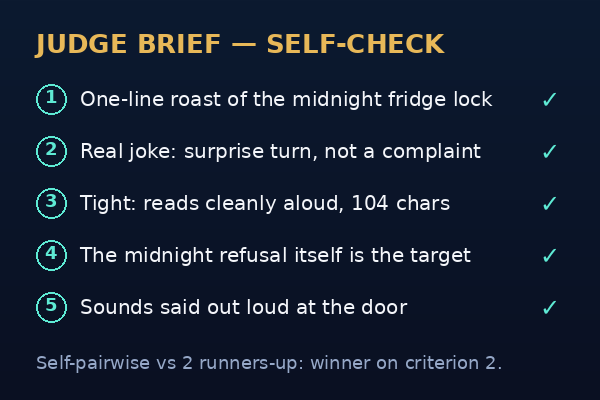 JUDGE BRIEF — SELF-CHECK
1 One-line roast of the midnight fridge lock ✓
2 Real joke: surprise turn, not a complaint ✓
3 Tight: reads cleanly aloud, 104 chars ✓
4 The midnight refusal itself is the target ✓
5 Sounds said out loud at the door ✓
Self-pairwise vs 2 runners-up: winner on criterion 2.